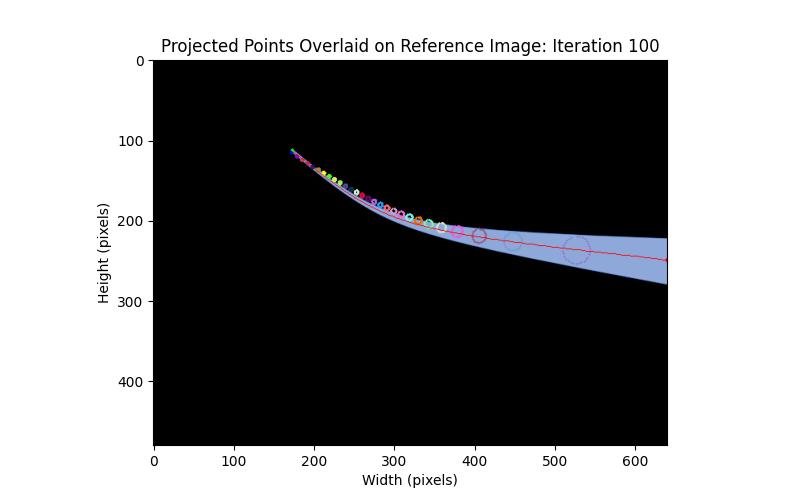 Projected Points Overlaid on Reference Image: Iteration 100
0
100
200
300
400
Height (pixels)
0 100 200 300 400 500 600
Width (pixels)